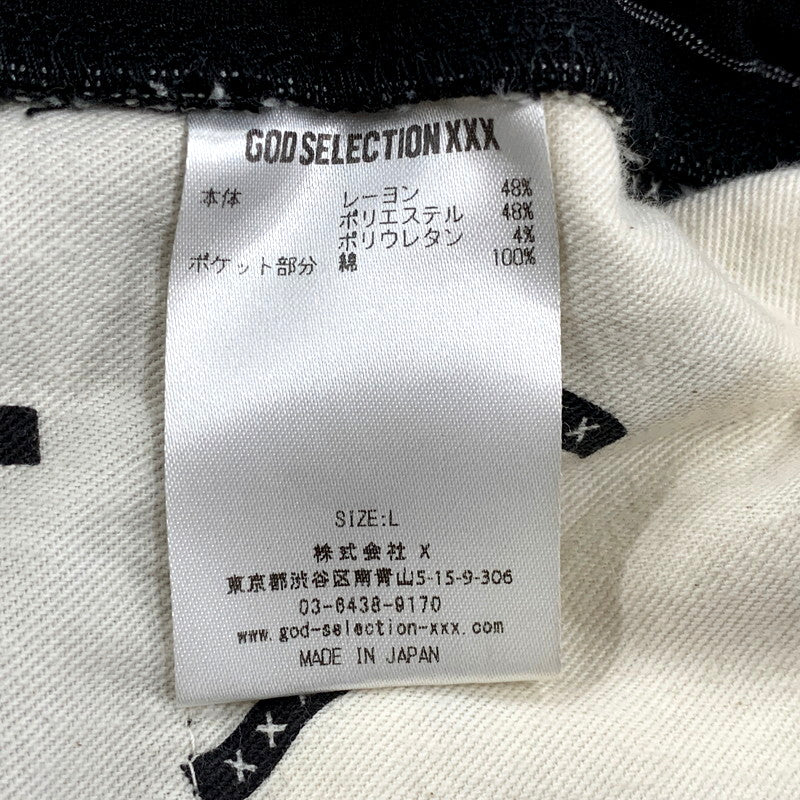 GOD SELECTION XXX
本体 レーヨン 48%
ポリエステル 48%
ポリウレタン 4%
ポケット部分 綿 100%
SIZE:L
株式会社 X
東京都渋谷区南青山5-15-9-306
03-6438-9170
www.god-selection-xxx.com
MADE IN JAPAN
X
X X